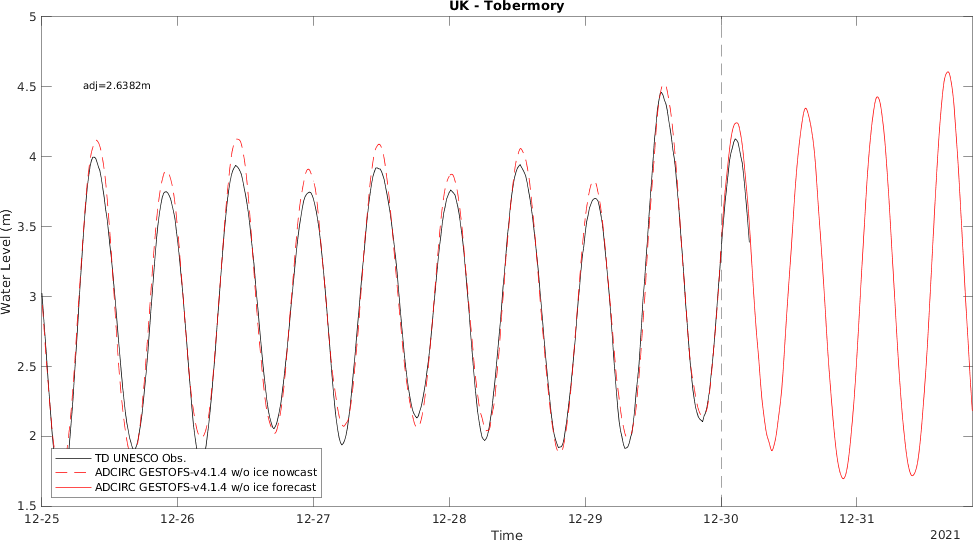 UK - Tobermory
5
4.5
4
3.5
3
2.5
2
1.5
Water Level (m)
adj=2.6382m
TD UNESCO Obs.
ADCIRC GESTOFS-v4.1.4 w/o ice nowcast
ADCIRC GESTOFS-v4.1.4 w/o ice forecast
12-25 12-26 12-27 12-28 12-29 12-30 12-31
Time
2021